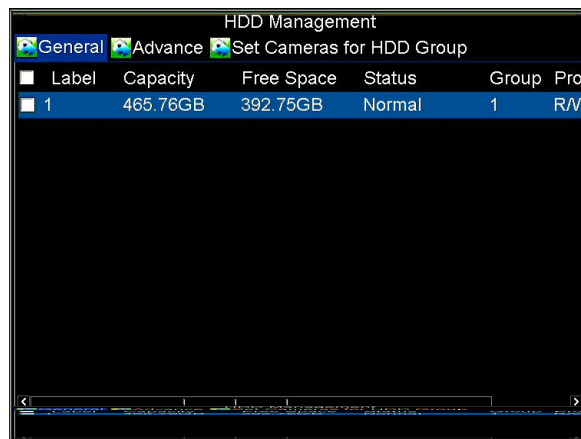 HDD Management
General Advance Set Cameras for HDD Group
Label Capacity Free Space Status Group Pro
1 465.76GB 392.75GB Normal 1 R/W